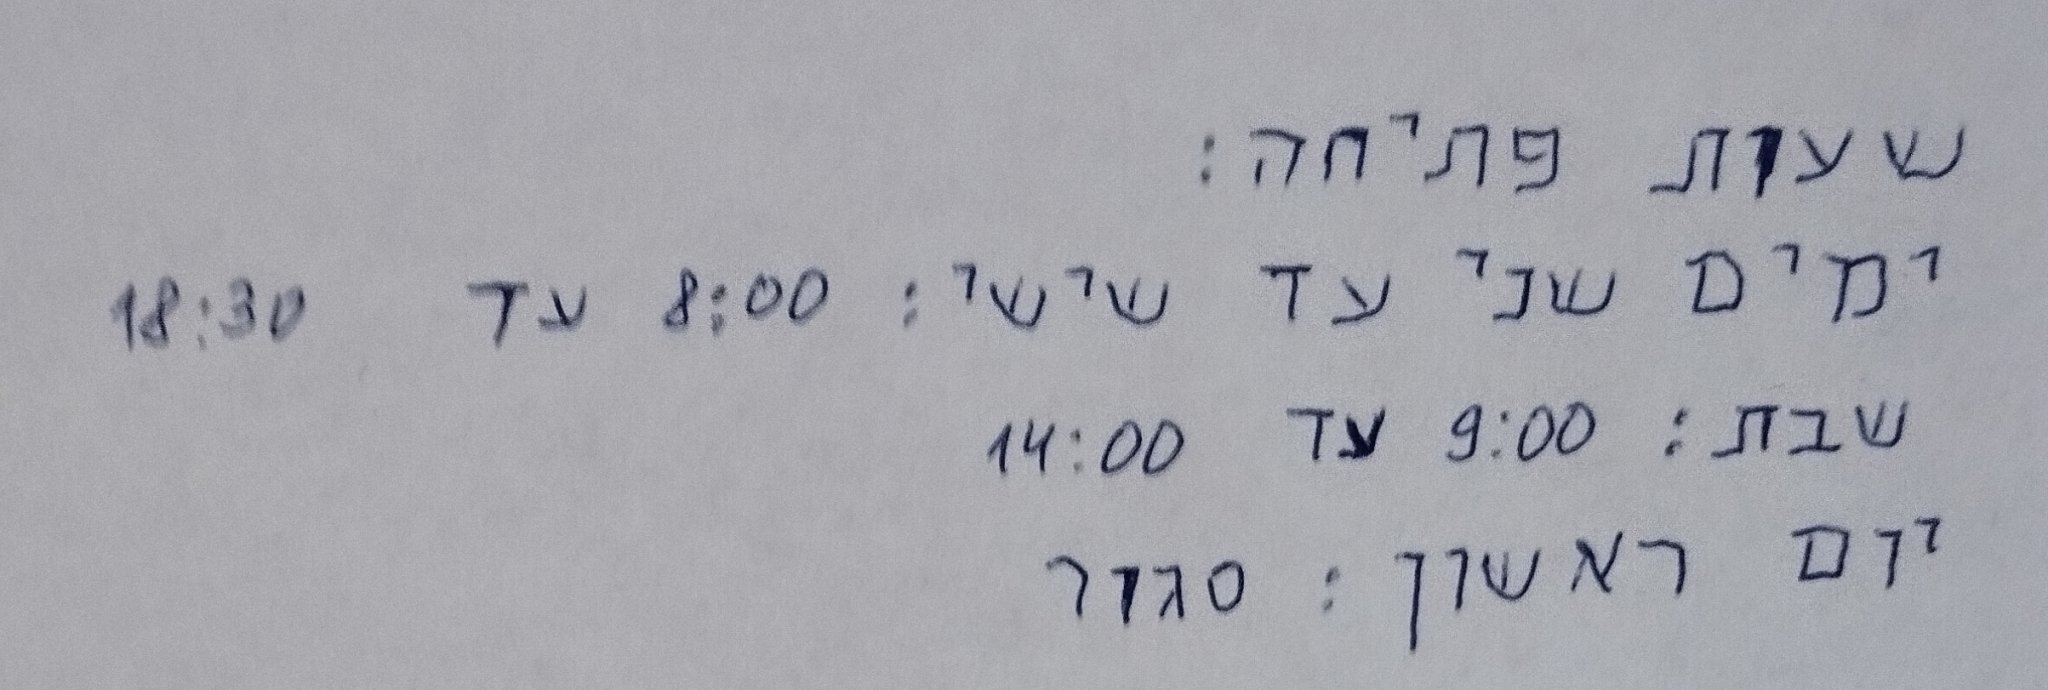 שעות פתיחה:
ימים שני עד שישי: 8:00 עד 18:30
שבת: 9:00 עד 14:00
יום ראשון: סגור